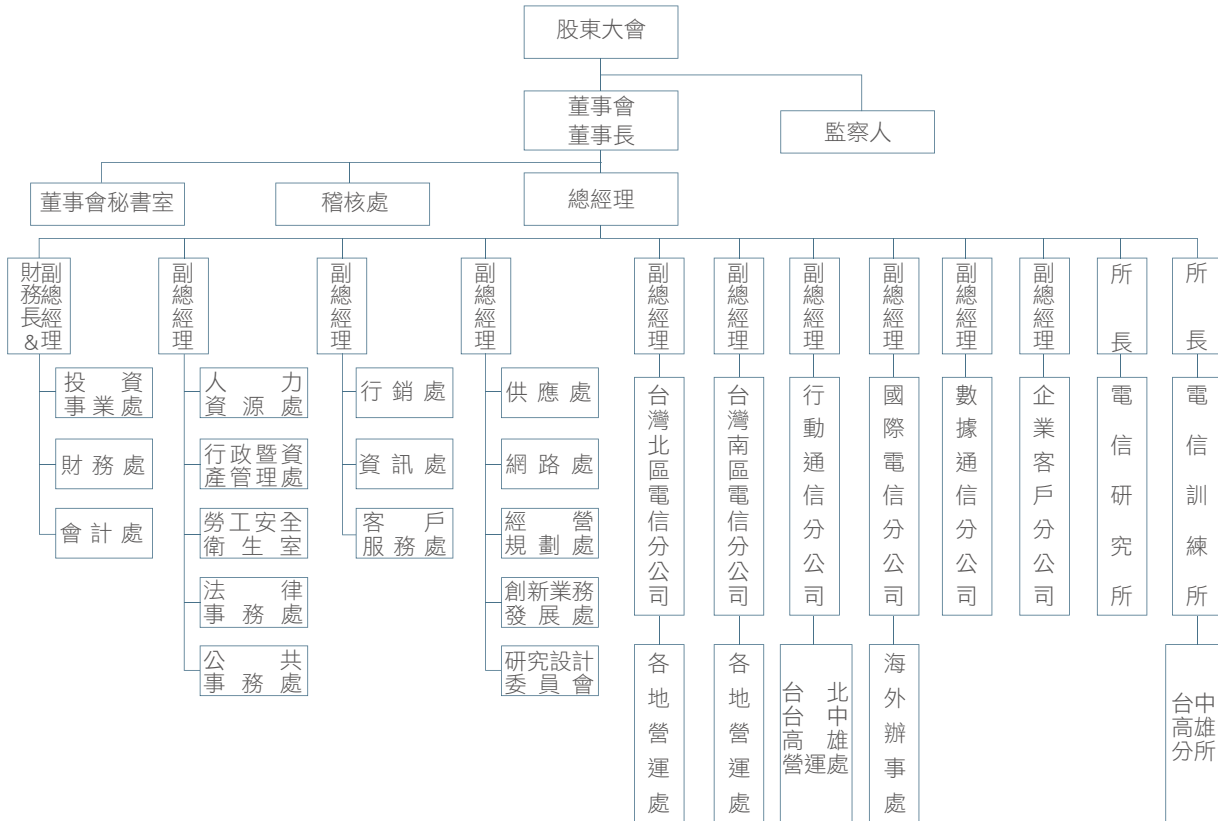 股東大會
董事會
董事長
監察人
董事會秘書室
稽核處
總經理
副總經理
財務長&
副總經理
副總經理
副總經理
副總經理
副總經理
副總經理
副總經理
副總經理
副總經理
所長
所長
投資
事業處
財務處
會計處
人力
資源處
行政暨資
產管理處
勞工安全
衛生室
法律
事務處
公共
事務處
行銷處
資訊處
客戶
服務處
供應處
網路處
經營
規劃處
創新業務
發展處
研究設計
委員會
台灣北區電信分公司
台灣南區電信分公司
行動通信分公司
國際電信分公司
數據通信分公司
企業客戶分公司
電信研究所
電信訓練所
各地營運處
各地營運處
台北
台中
高雄
營運處
海外辦事處
台中
高雄
分所